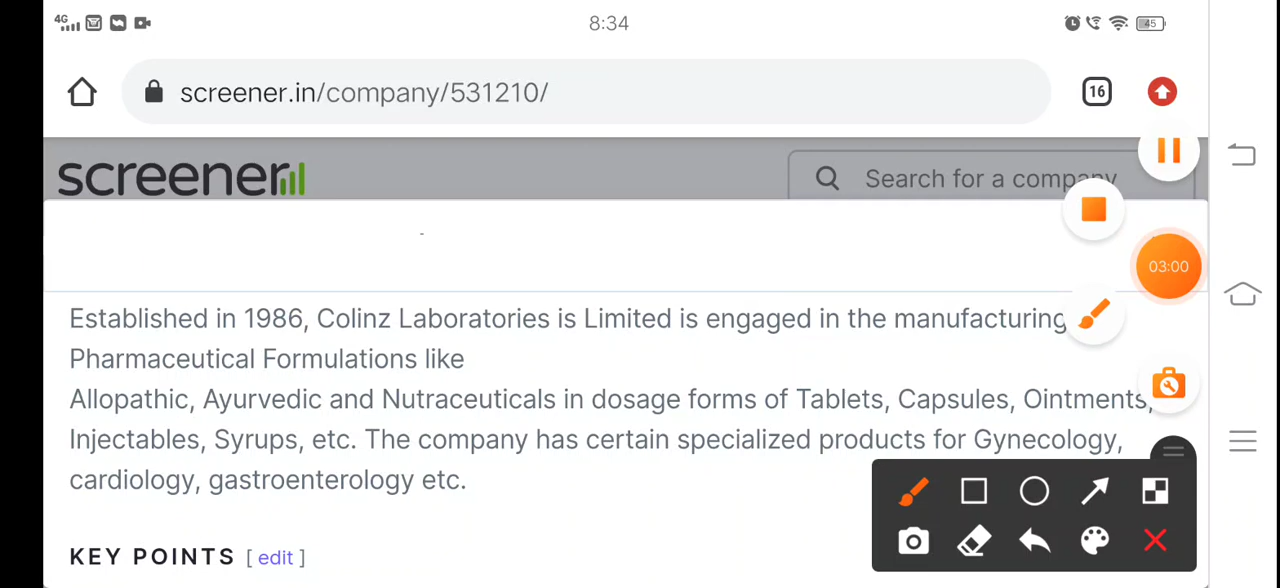 4G
8:34
45
screener.in/company/531210/
16
screener
Search for a company
03:00
Established in 1986, Colinz Laboratories is Limited is engaged in the manufacturing
Pharmaceutical Formulations like
Allopathic, Ayurvedic and Nutraceuticals in dosage forms of Tablets, Capsules, Ointments,
Injectables, Syrups, etc. The company has certain specialized products for Gynecology,
cardiology, gastroenterology etc.
KEY POINTS [ edit ]